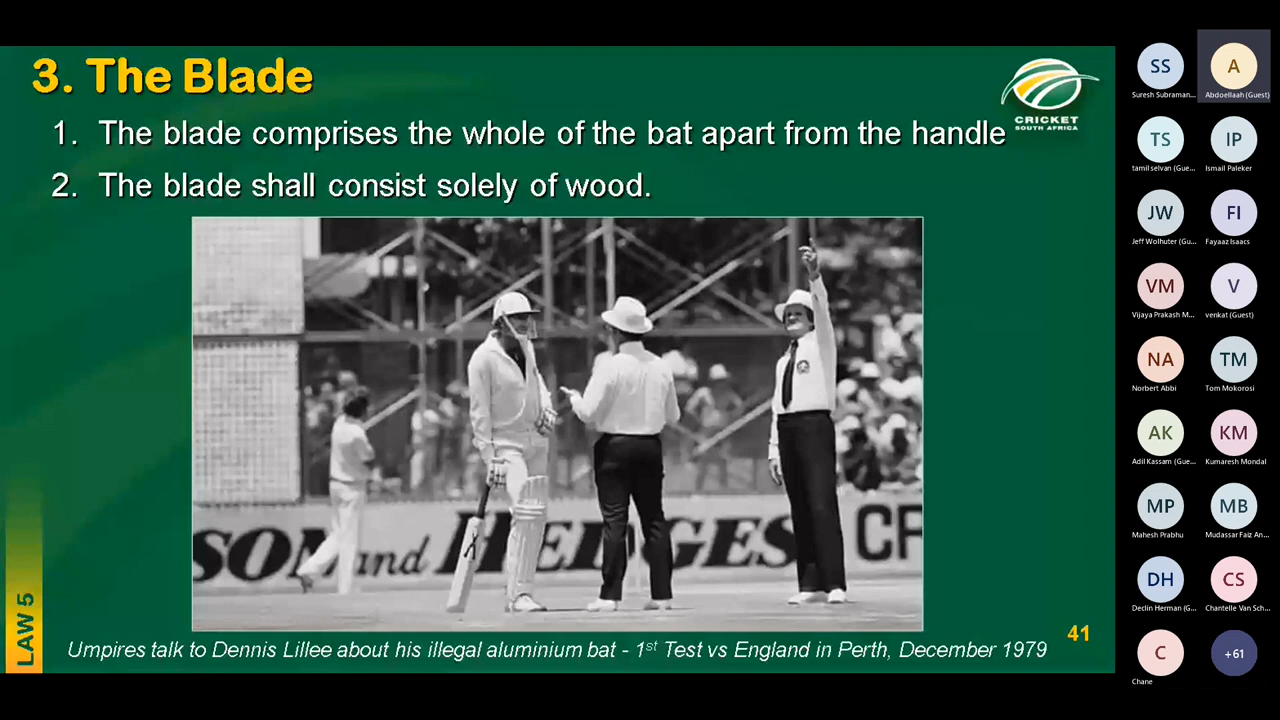 3. The Blade
CRICKET
SOUTH AFRICA
1. The blade comprises the whole of the bat apart from the handle
2. The blade shall consist solely of wood.
SON and HEDGES CR
LAW 5
41
Umpires talk to Dennis Lillee about his illegal aluminium bat - 1st Test vs England in Perth, December 1979
SS A
Suresh Subraman... Abdoellaah (Guest)
TS IP
tamil selvan (Gue... Ismail Paleker
JW FI
Jeff Wolhuter (Gu... Fayaaz Isaacs
VM V
Vijaya Prakash M... venkat (Guest)
NA TM
Norbert Abbi Tom Mokorosi
AK KM
Adil Kassam (Gue... Kumaresh Mondal
MP MB
Mahesh Prabhu Mudassar Faiz An...
DH CS
Declin Herman (G... Chantelle Van Sch...
C +61
Chane